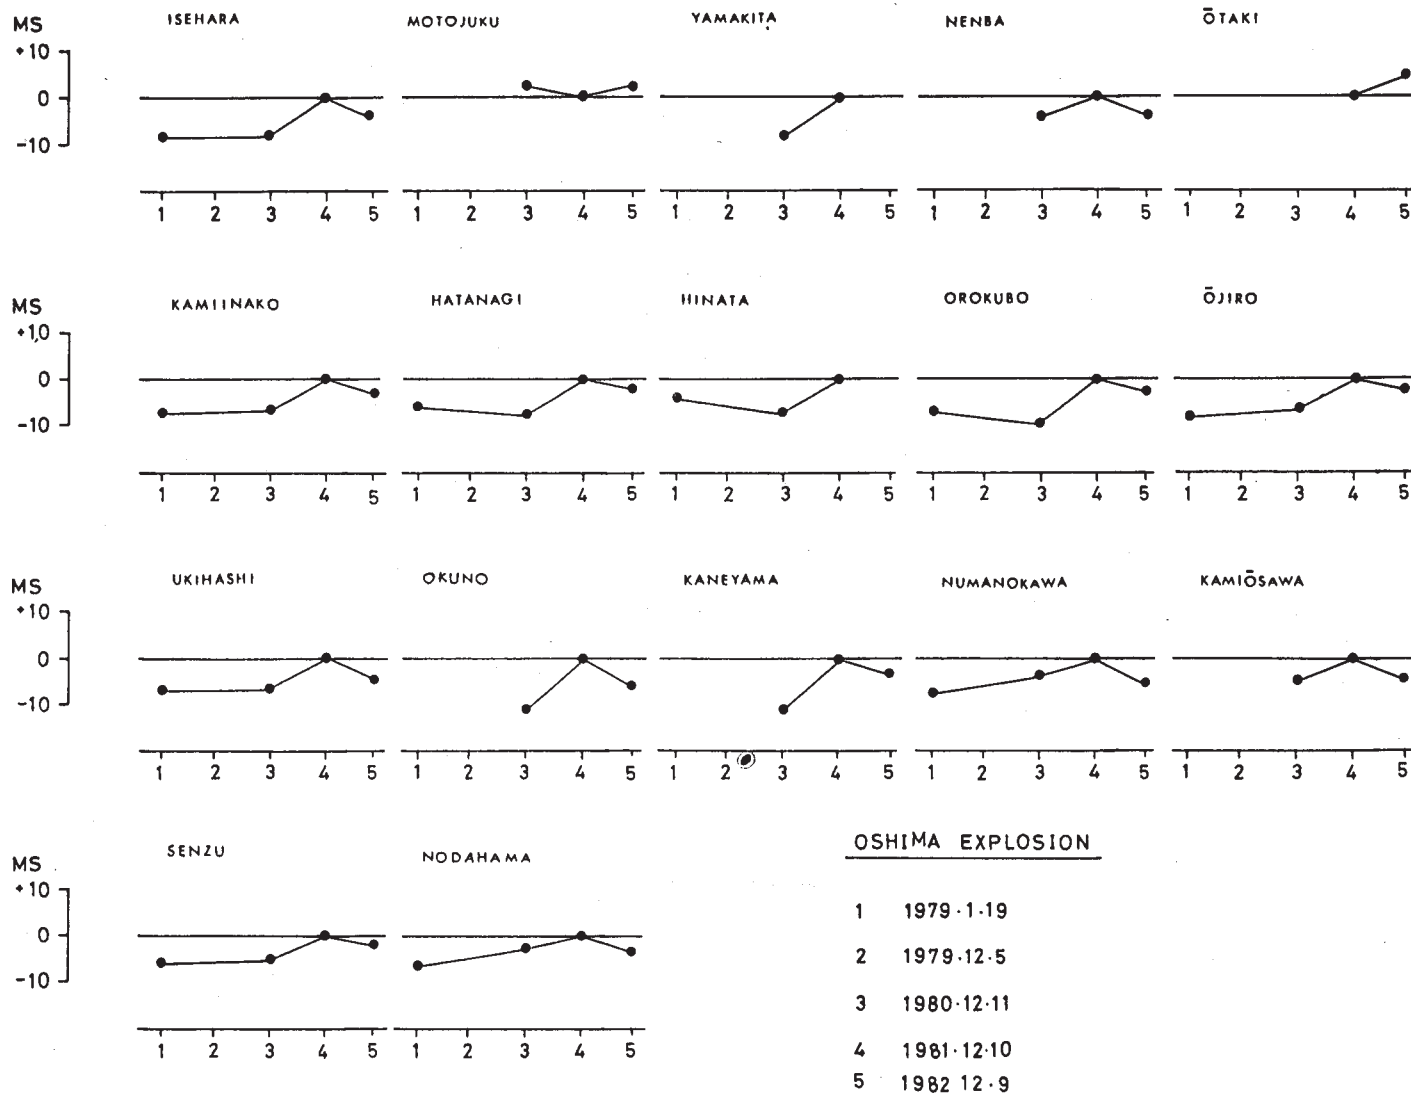 MS ISEHARA MOTOJUKU YAMAKITA NENBA ŌTAKI
+10
0
-10
1 2 3 4 5 1 2 3 4 5 1 2 3 4 5 1 2 3 4 5 1 2 3 4 5
MS KAMIINAKO HATANAGI HINATA OROKUBO ŌJIRO
+10
0
-10
1 2 3 4 5 1 2 3 4 5 1 2 3 4 5 1 2 3 4 5 1 2 3 4 5
MS UKIHASHI OKUNO KANEYAMA NUMANOKAWA KAMIŌSAWA
+10
0
-10
1 2 3 4 5 1 2 3 4 5 1 2 3 4 5 1 2 3 4 5 1 2 3 4 5
MS SENZU NODAHAMA
+10
0
-10
1 2 3 4 5 1 2 3 4 5
OSHIMA EXPLOSION
1 1979·1·19
2 1979·12·5
3 1980·12·11
4 1981·12·10
5 1982 12·9